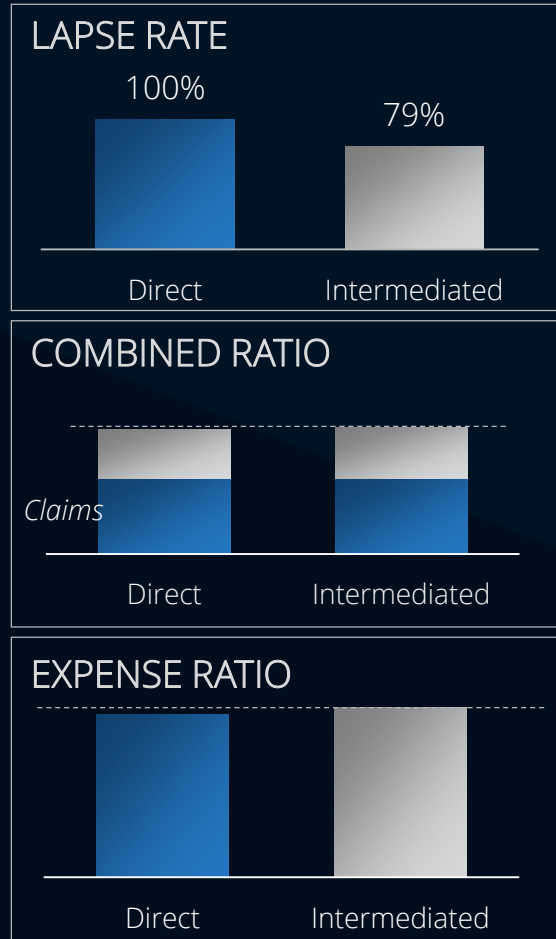 LAPSE RATE
100%
79%
Direct Intermediated
COMBINED RATIO
Claims
Direct Intermediated
EXPENSE RATIO
Direct Intermediated